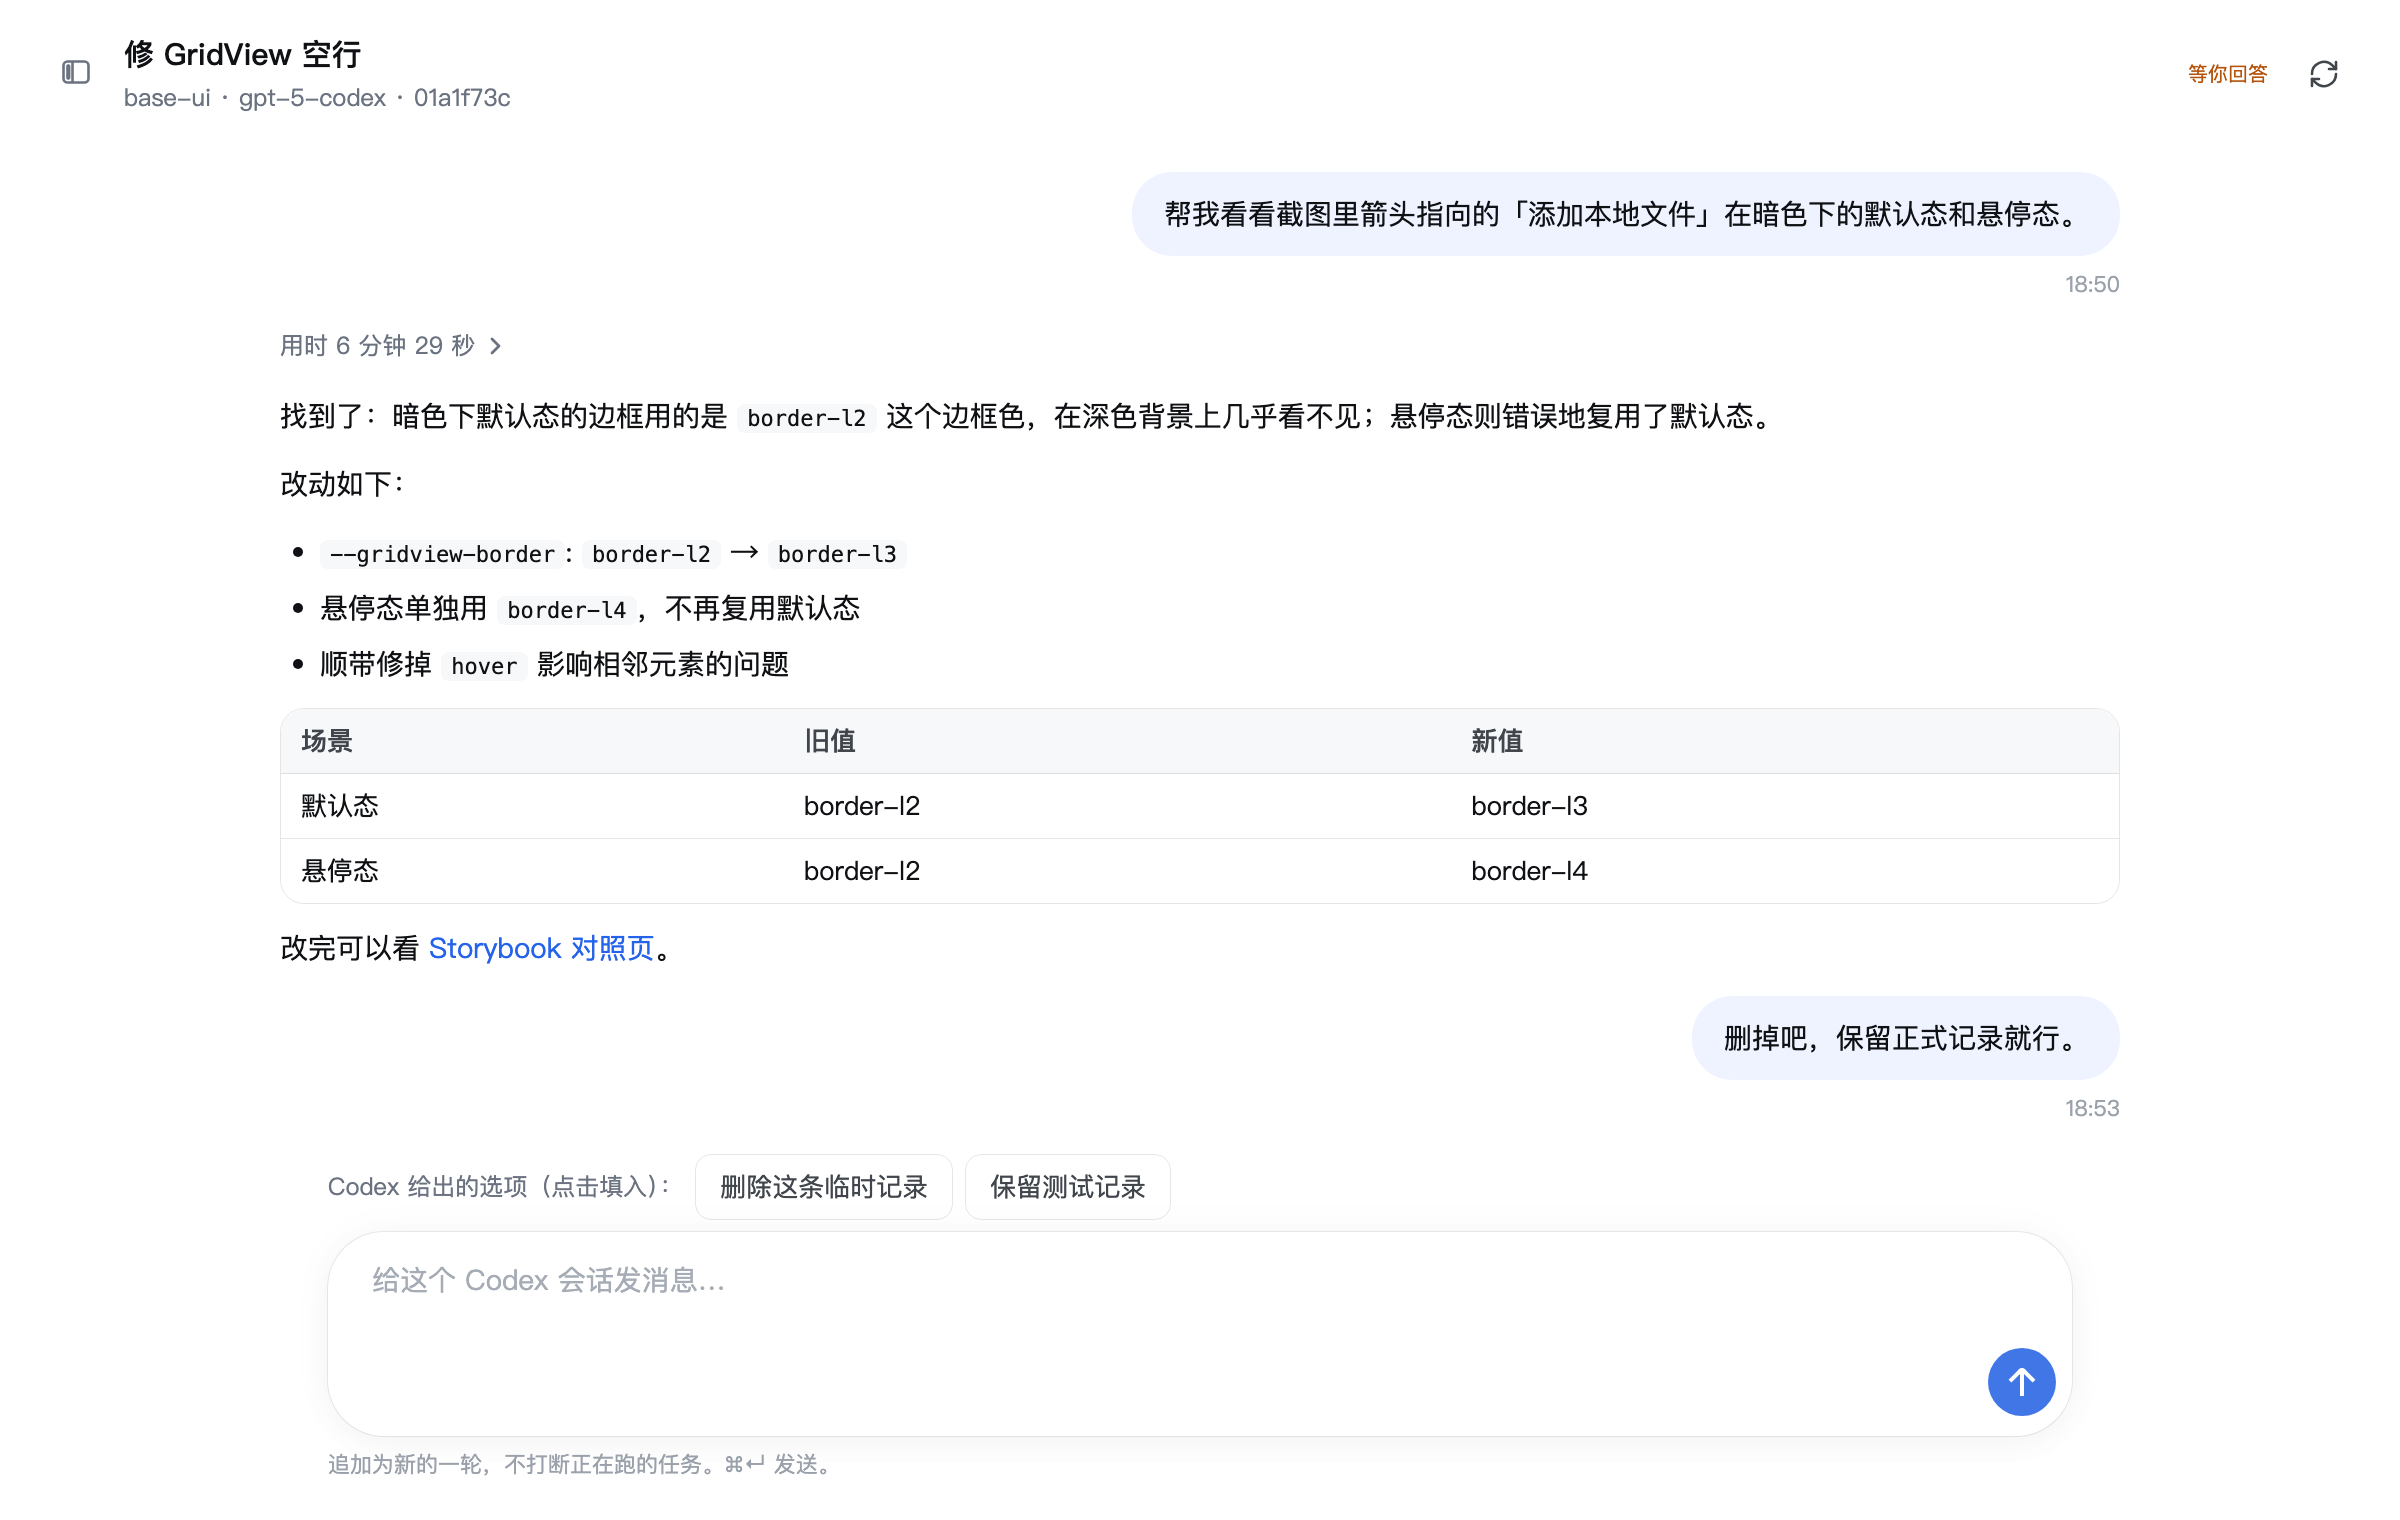 修 GridView 空行
base-ui · gpt-5-codex · 01a1f73c
等你回答
帮我看看截图里箭头指向的「添加本地文件」在暗色下的默认态和悬停态。
18:50
用时 6 分钟 29 秒
找到了：暗色下默认态的边框用的是 border-l2 这个边框色，在深色背景上几乎看不见；悬停态则错误地复用了默认态。
改动如下：
--gridview-border: border-l2 → border-l3
悬停态单独用 border-l4，不再复用默认态
顺带修掉 hover 影响相邻元素的问题
场景 旧值 新值
默认态 border-l2 border-l3
悬停态 border-l2 border-l4
改完可以看 Storybook 对照页。
删掉吧，保留正式记录就行。
18:53
Codex 给出的选项（点击填入）： 删除这条临时记录 保留测试记录
给这个 Codex 会话发消息...
追加为新的一轮，不打断正在跑的任务。⌘↵ 发送。